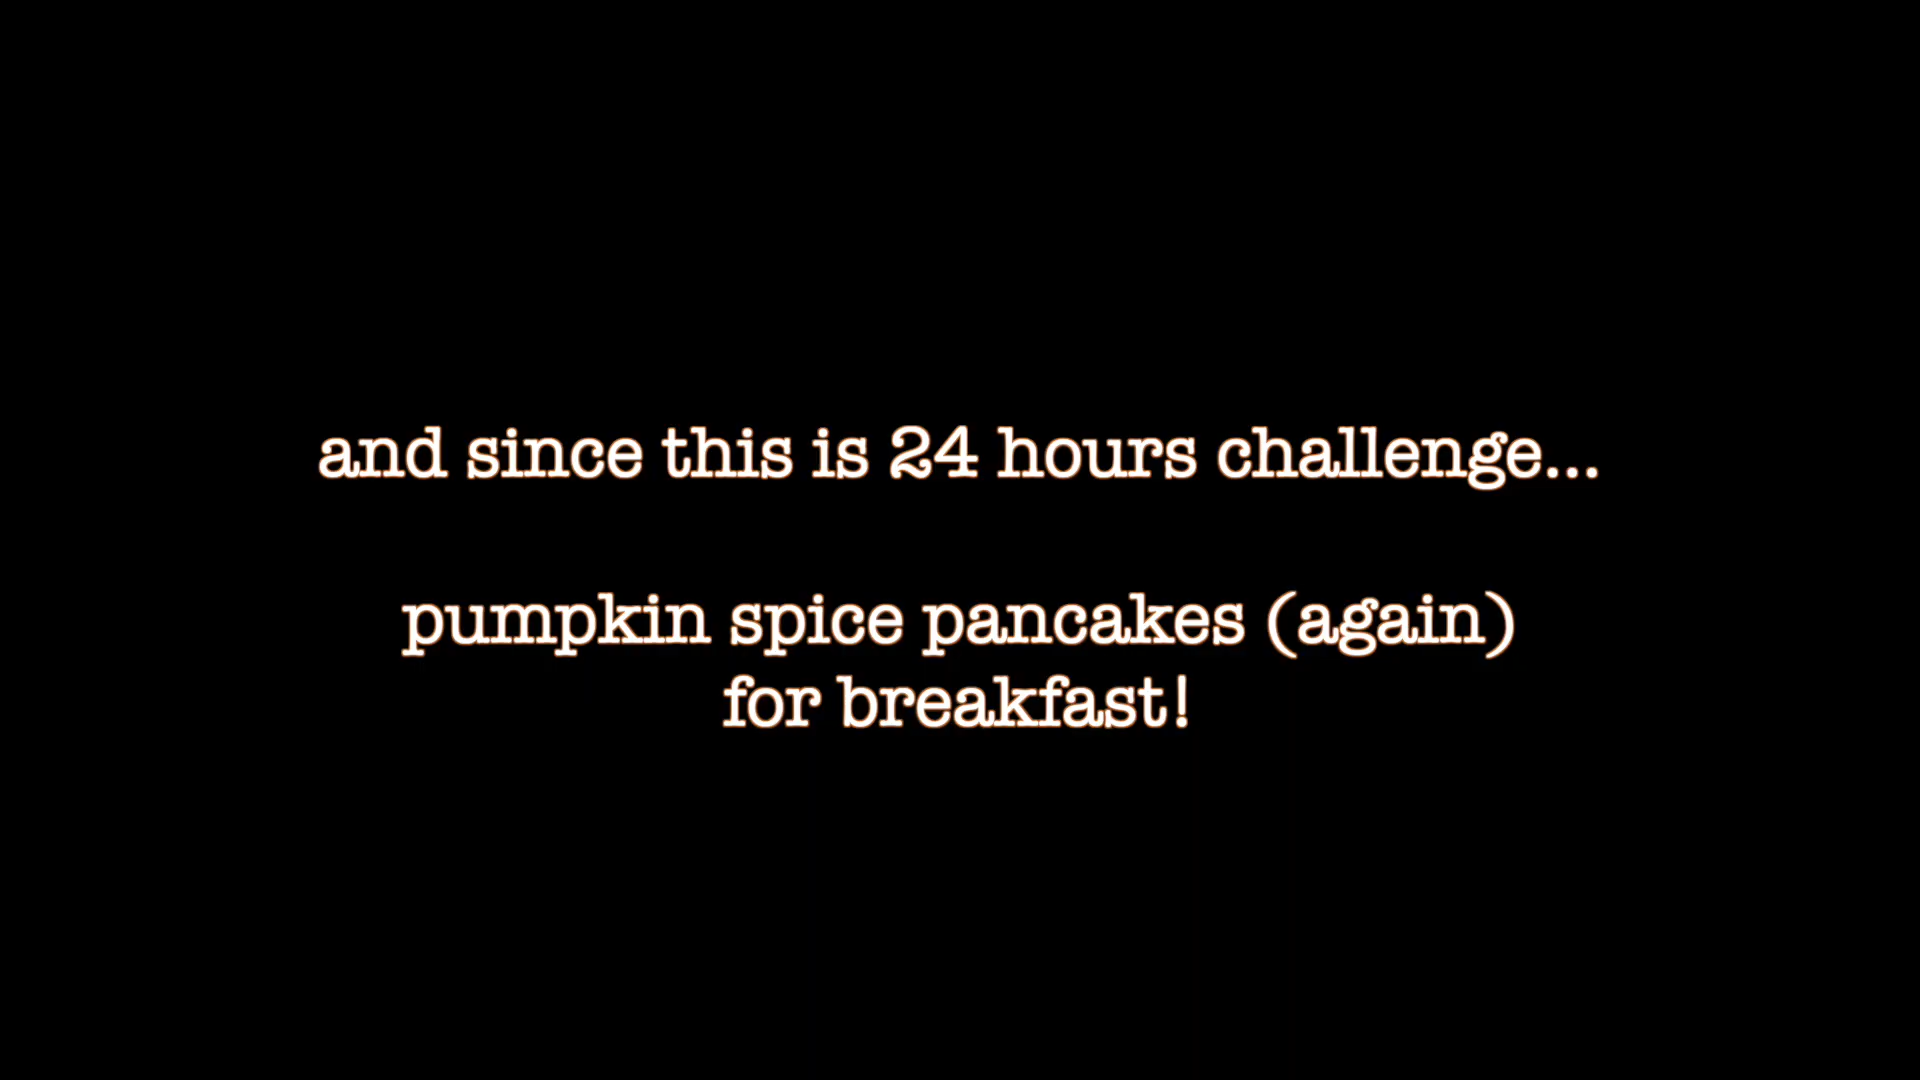 and since this is 24 hours challenge...
pumpkin spice pancakes (again)
for breakfast!